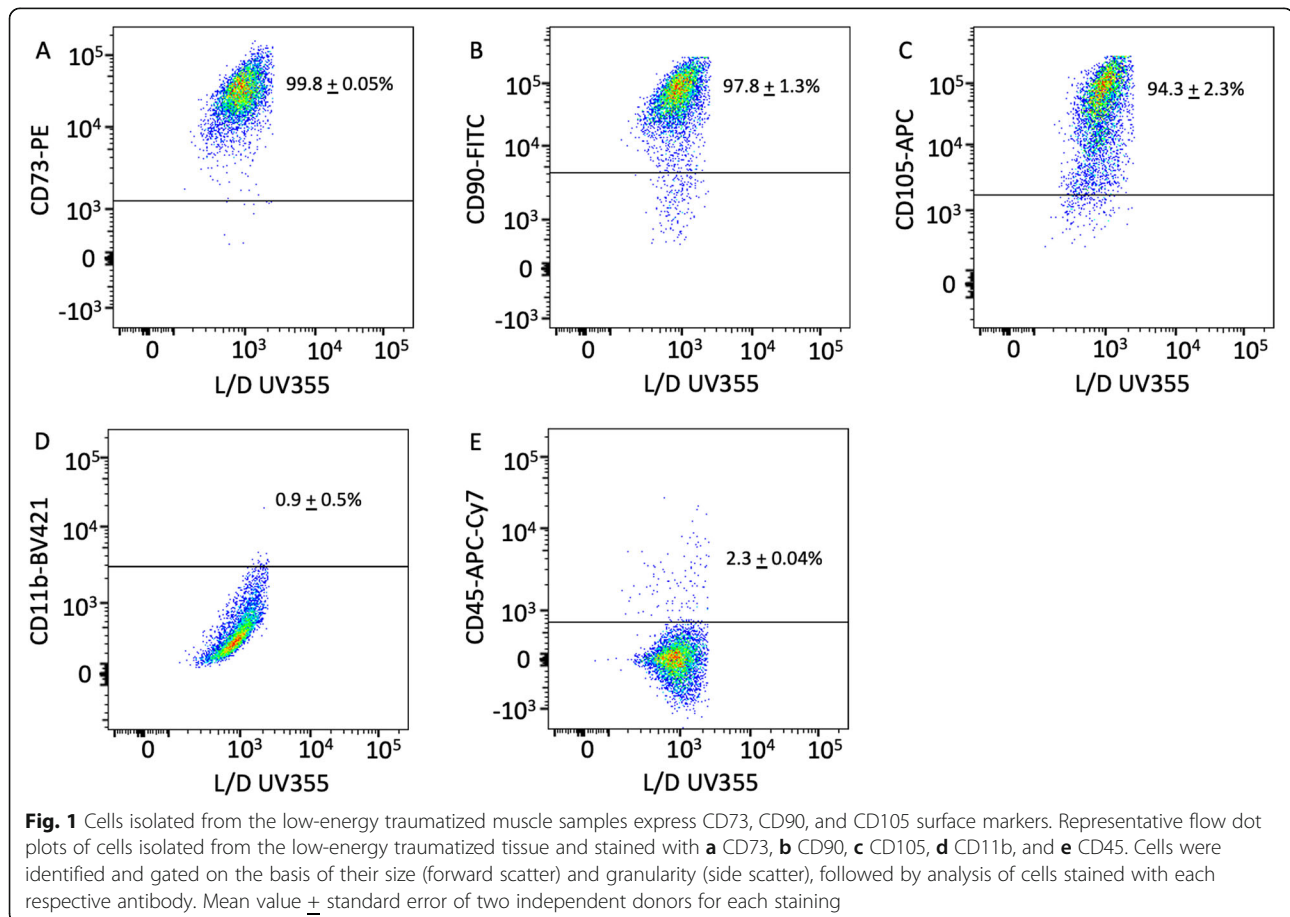 A
CD73-PE
10⁵
10⁴
10³
0
-10³
99.8 ± 0.05%
0 10³ 10⁴ 10⁵
L/D UV355
B
CD90-FITC
10⁵
10⁴
10³
0
-10³
97.8 ± 1.3%
0 10³ 10⁴ 10⁵
L/D UV355
C
CD105-APC
10⁵
10⁴
10³
0
94.3 ± 2.3%
0 10³ 10⁴ 10⁵
L/D UV355
D
CD11b-BV421
10⁵
10⁴
10³
0
0.9 ± 0.5%
0 10³ 10⁴ 10⁵
L/D UV355
E
CD45-APC-Cy7
10⁵
10⁴
10³
0
-10³
2.3 ± 0.04%
0 10³ 10⁴ 10⁵
L/D UV355
Fig. 1 Cells isolated from the low-energy traumatized muscle samples express CD73, CD90, and CD105 surface markers. Representative flow dot
plots of cells isolated from the low-energy traumatized tissue and stained with a CD73, b CD90, c CD105, d CD11b, and e CD45. Cells were
identified and gated on the basis of their size (forward scatter) and granularity (side scatter), followed by analysis of cells stained with each
respective antibody. Mean value ± standard error of two independent donors for each staining